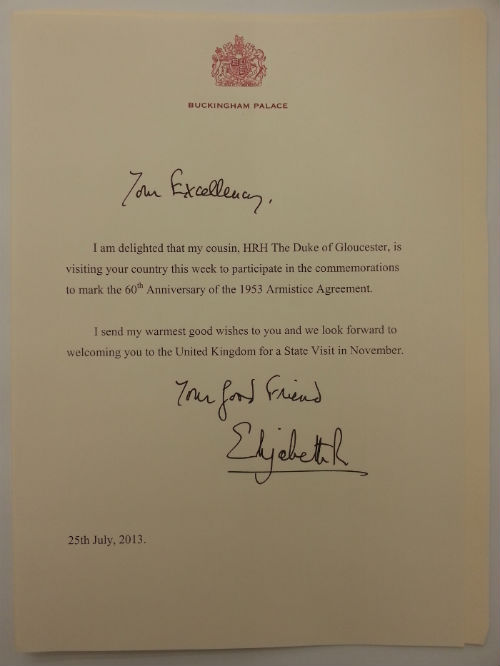 BUCKINGHAM PALACE
Your Excellency,
I am delighted that my cousin, HRH The Duke of Gloucester, is
visiting your country this week to participate in the commemorations
to mark the 60th Anniversary of the 1953 Armistice Agreement.
I send my warmest good wishes to you and we look forward to
welcoming you to the United Kingdom for a State Visit in November.
Your good Friend
Elizabeth R
25th July, 2013.